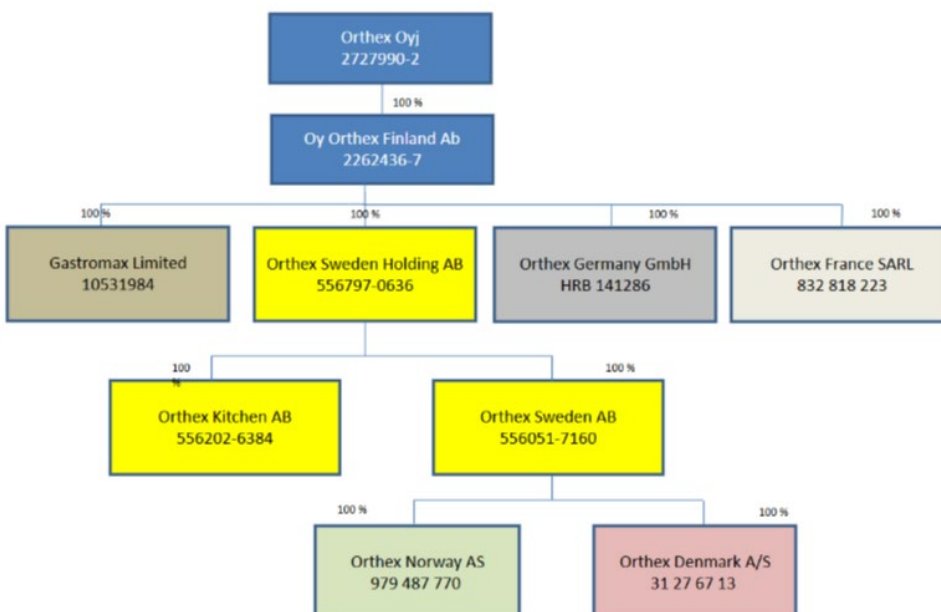 Orthex Oyj
2727990-2
100 %
Oy Orthex Finland Ab
2262436-7
100 %
100 %
100 %
100 %
Gastromax Limited
10531984
Orthex Sweden Holding AB
556797-0636
Orthex Germany GmbH
HRB 141286
Orthex France SARL
832 818 223
100
%
100 %
Orthex Kitchen AB
556202-6384
Orthex Sweden AB
556051-7160
100 %
100 %
Orthex Norway AS
979 487 770
Orthex Denmark A/S
31 27 67 13